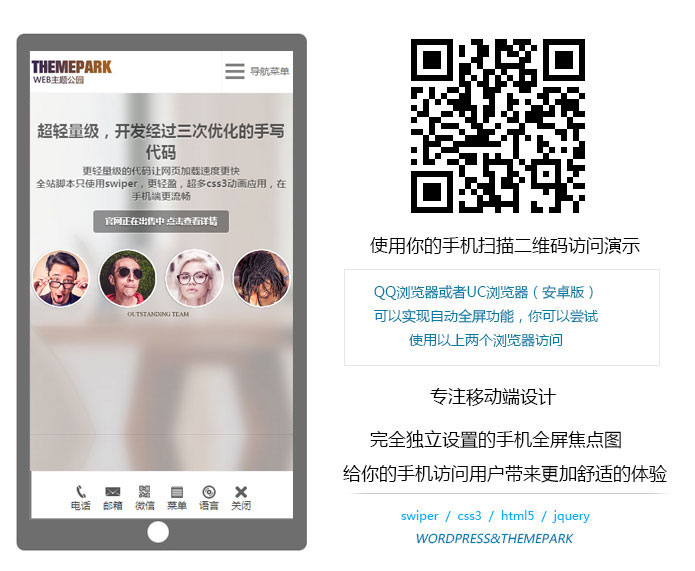 THEMEPARK
WEB主题公园
导航菜单
超轻量级，开发经过三次优化的手写
代码
更轻量级的代码让网页加载速度更快
全站脚本只使用swiper，更轻盈，超多css3动画应用，在
手机端更流畅
官网正在出售中 点击查看详情
OUTSTANDING TEAM
电话 邮箱 微信 菜单 语言 关闭
使用你的手机扫描二维码访问演示
QQ浏览器或者UC浏览器（安卓版）
可以实现自动全屏功能，你可以尝试
使用以上两个浏览器访问
专注移动端设计
完全独立设置的手机全屏焦点图
给你的手机访问用户带来更加舒适的体验
swiper / css3 / html5 / jquery
WORDPRESS&THEMEPARK